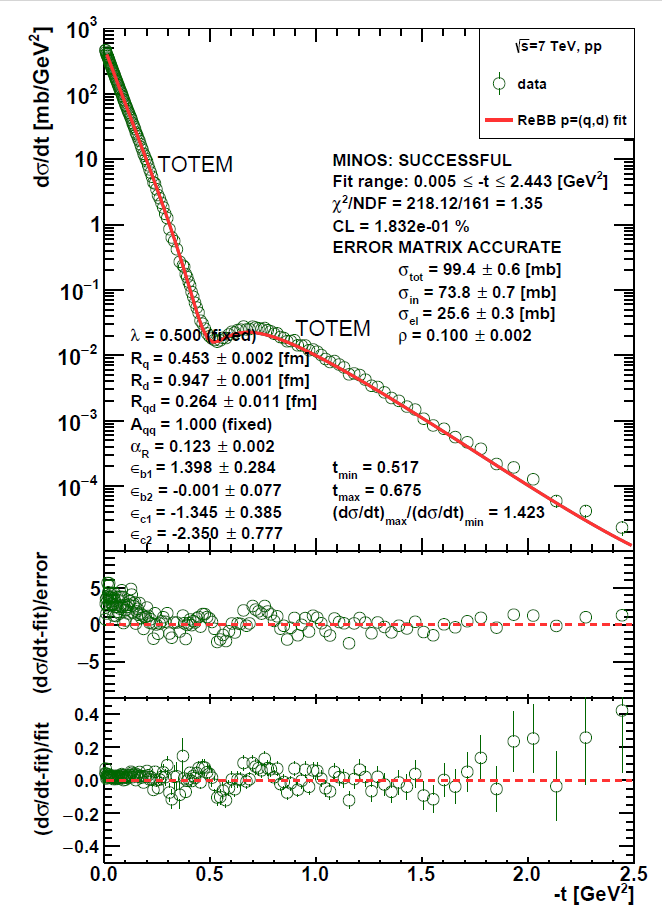 10³
10²
10
1
10⁻¹
10⁻²
10⁻³
10⁻⁴
dσ/dt [mb/GeV²]
√s=7 TeV, pp
data
ReBB p=(q,d) fit
TOTEM
MINOS: SUCCESSFUL
Fit range: 0.005 ≤ -t ≤ 2.443 [GeV²]
χ²/NDF = 218.12/161 = 1.35
CL = 1.832e-01 %
ERROR MATRIX ACCURATE
σ_tot = 99.4 ± 0.6 [mb]
σ_in = 73.8 ± 0.7 [mb]
σ_el = 25.6 ± 0.3 [mb]
ρ = 0.100 ± 0.002
TOTEM
λ = 0.500 (fixed)
R_q = 0.453 ± 0.002 [fm]
R_d = 0.947 ± 0.001 [fm]
R_qd = 0.264 ± 0.011 [fm]
A_qq = 1.000 (fixed)
α_R = 0.123 ± 0.002
ϵ_b1 = 1.398 ± 0.284
ϵ_b2 = -0.001 ± 0.077
ϵ_c1 = -1.345 ± 0.385
ϵ_c2 = -2.350 ± 0.777
t_min = 0.517
t_max = 0.675
(dσ/dt)_max/(dσ/dt)_min = 1.423
(dσ/dt-fit)/error
5
0
−5
(dσ/dt-fit)/fit
0.4
0.2
0.0
−0.2
−0.4
0.0 0.5 1.0 1.5 2.0 2.5
-t [GeV²]